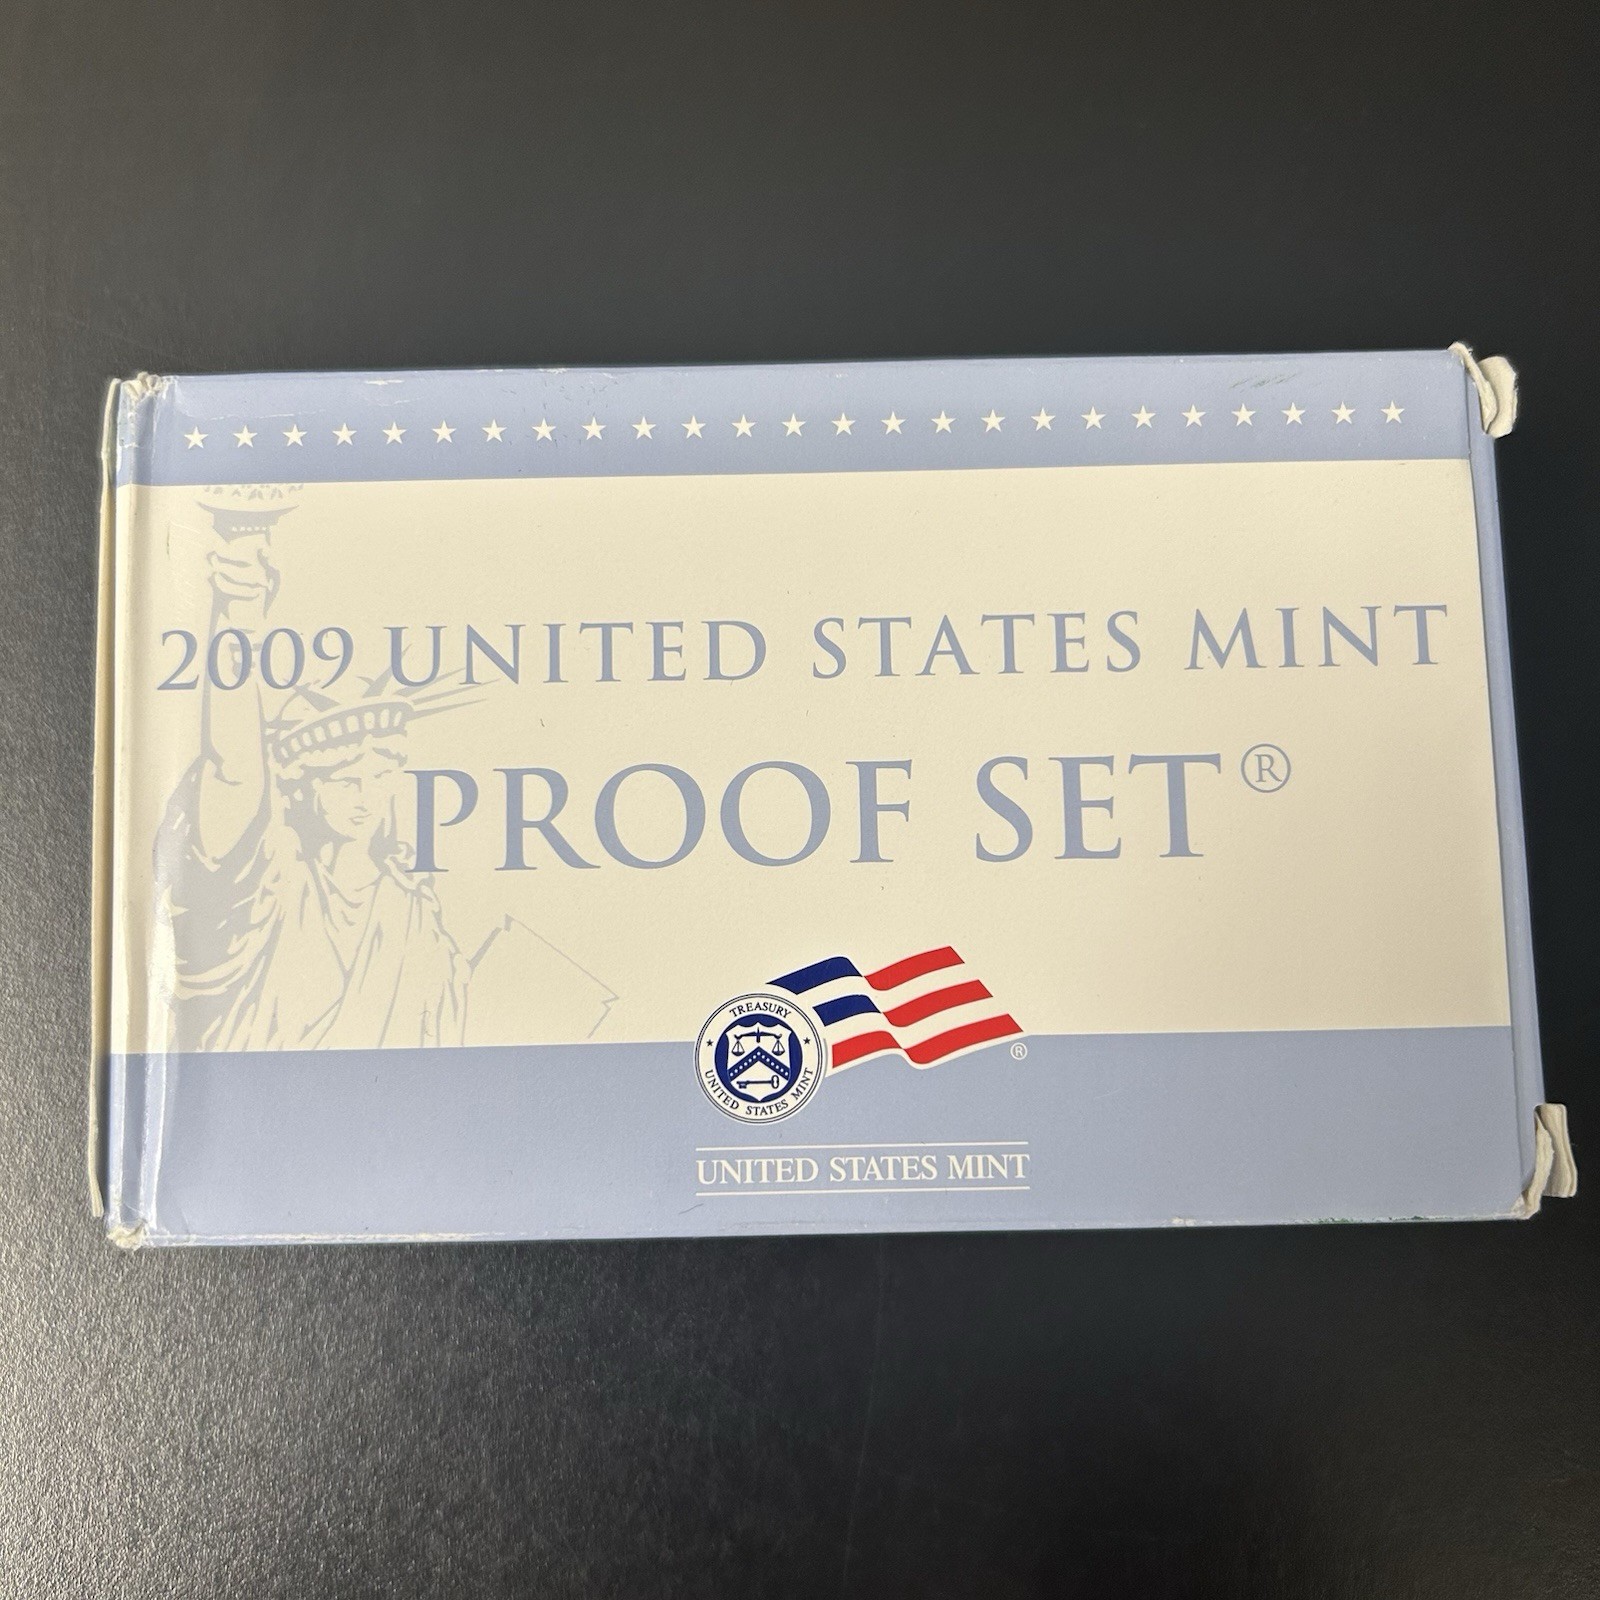 2009 UNITED STATES MINT
PROOF SET®
TREASURY
UNITED STATES MINT
®
UNITED STATES MINT